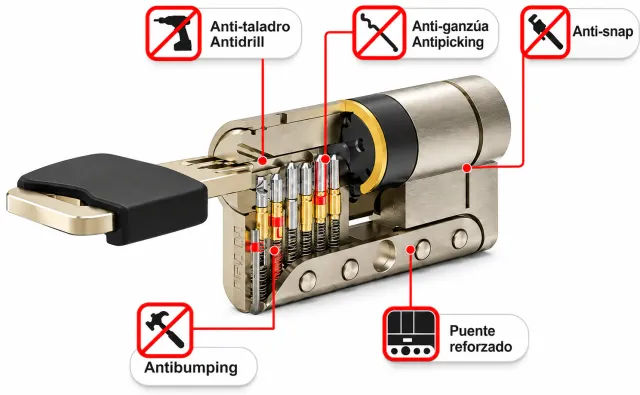 Anti-taladro
Antidrill
Anti-ganzúa
Antipicking
Anti-snap
Antibumping
Puente
reforzado